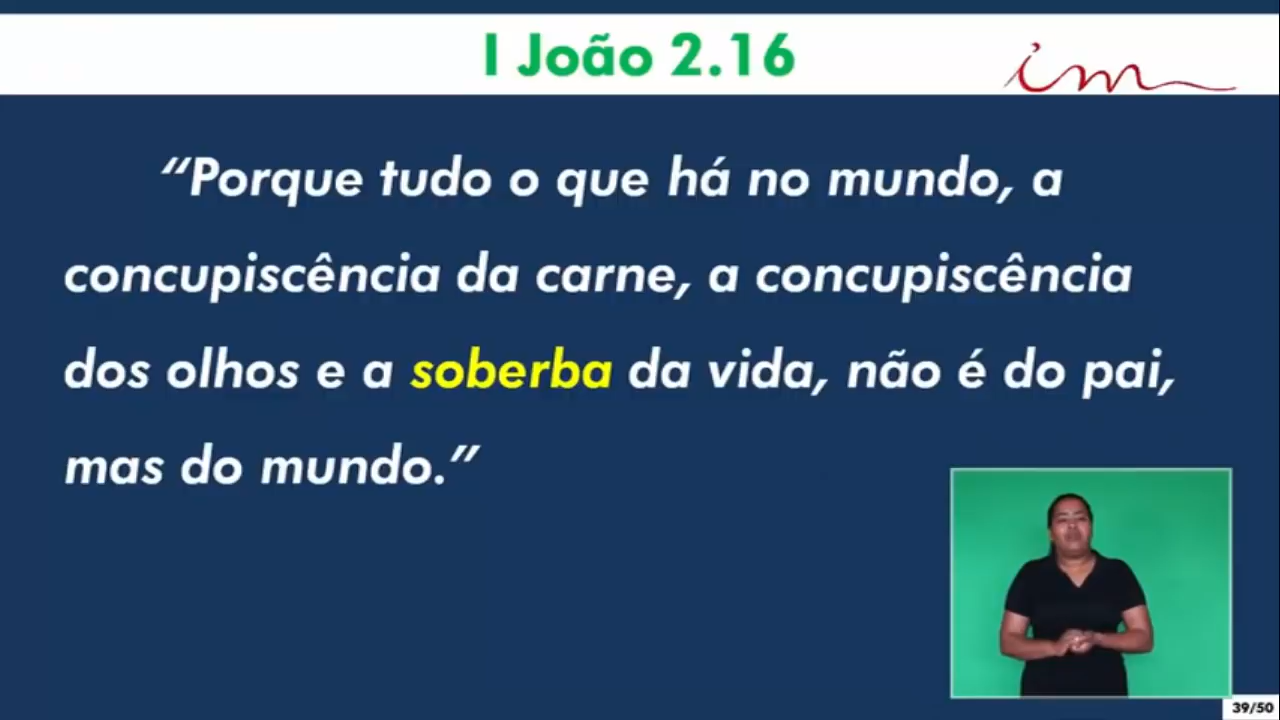 I João 2.16
im
“Porque tudo o que há no mundo, a
concupiscência da carne, a concupiscência
dos olhos e a soberba da vida, não é do pai,
mas do mundo.”
39/50